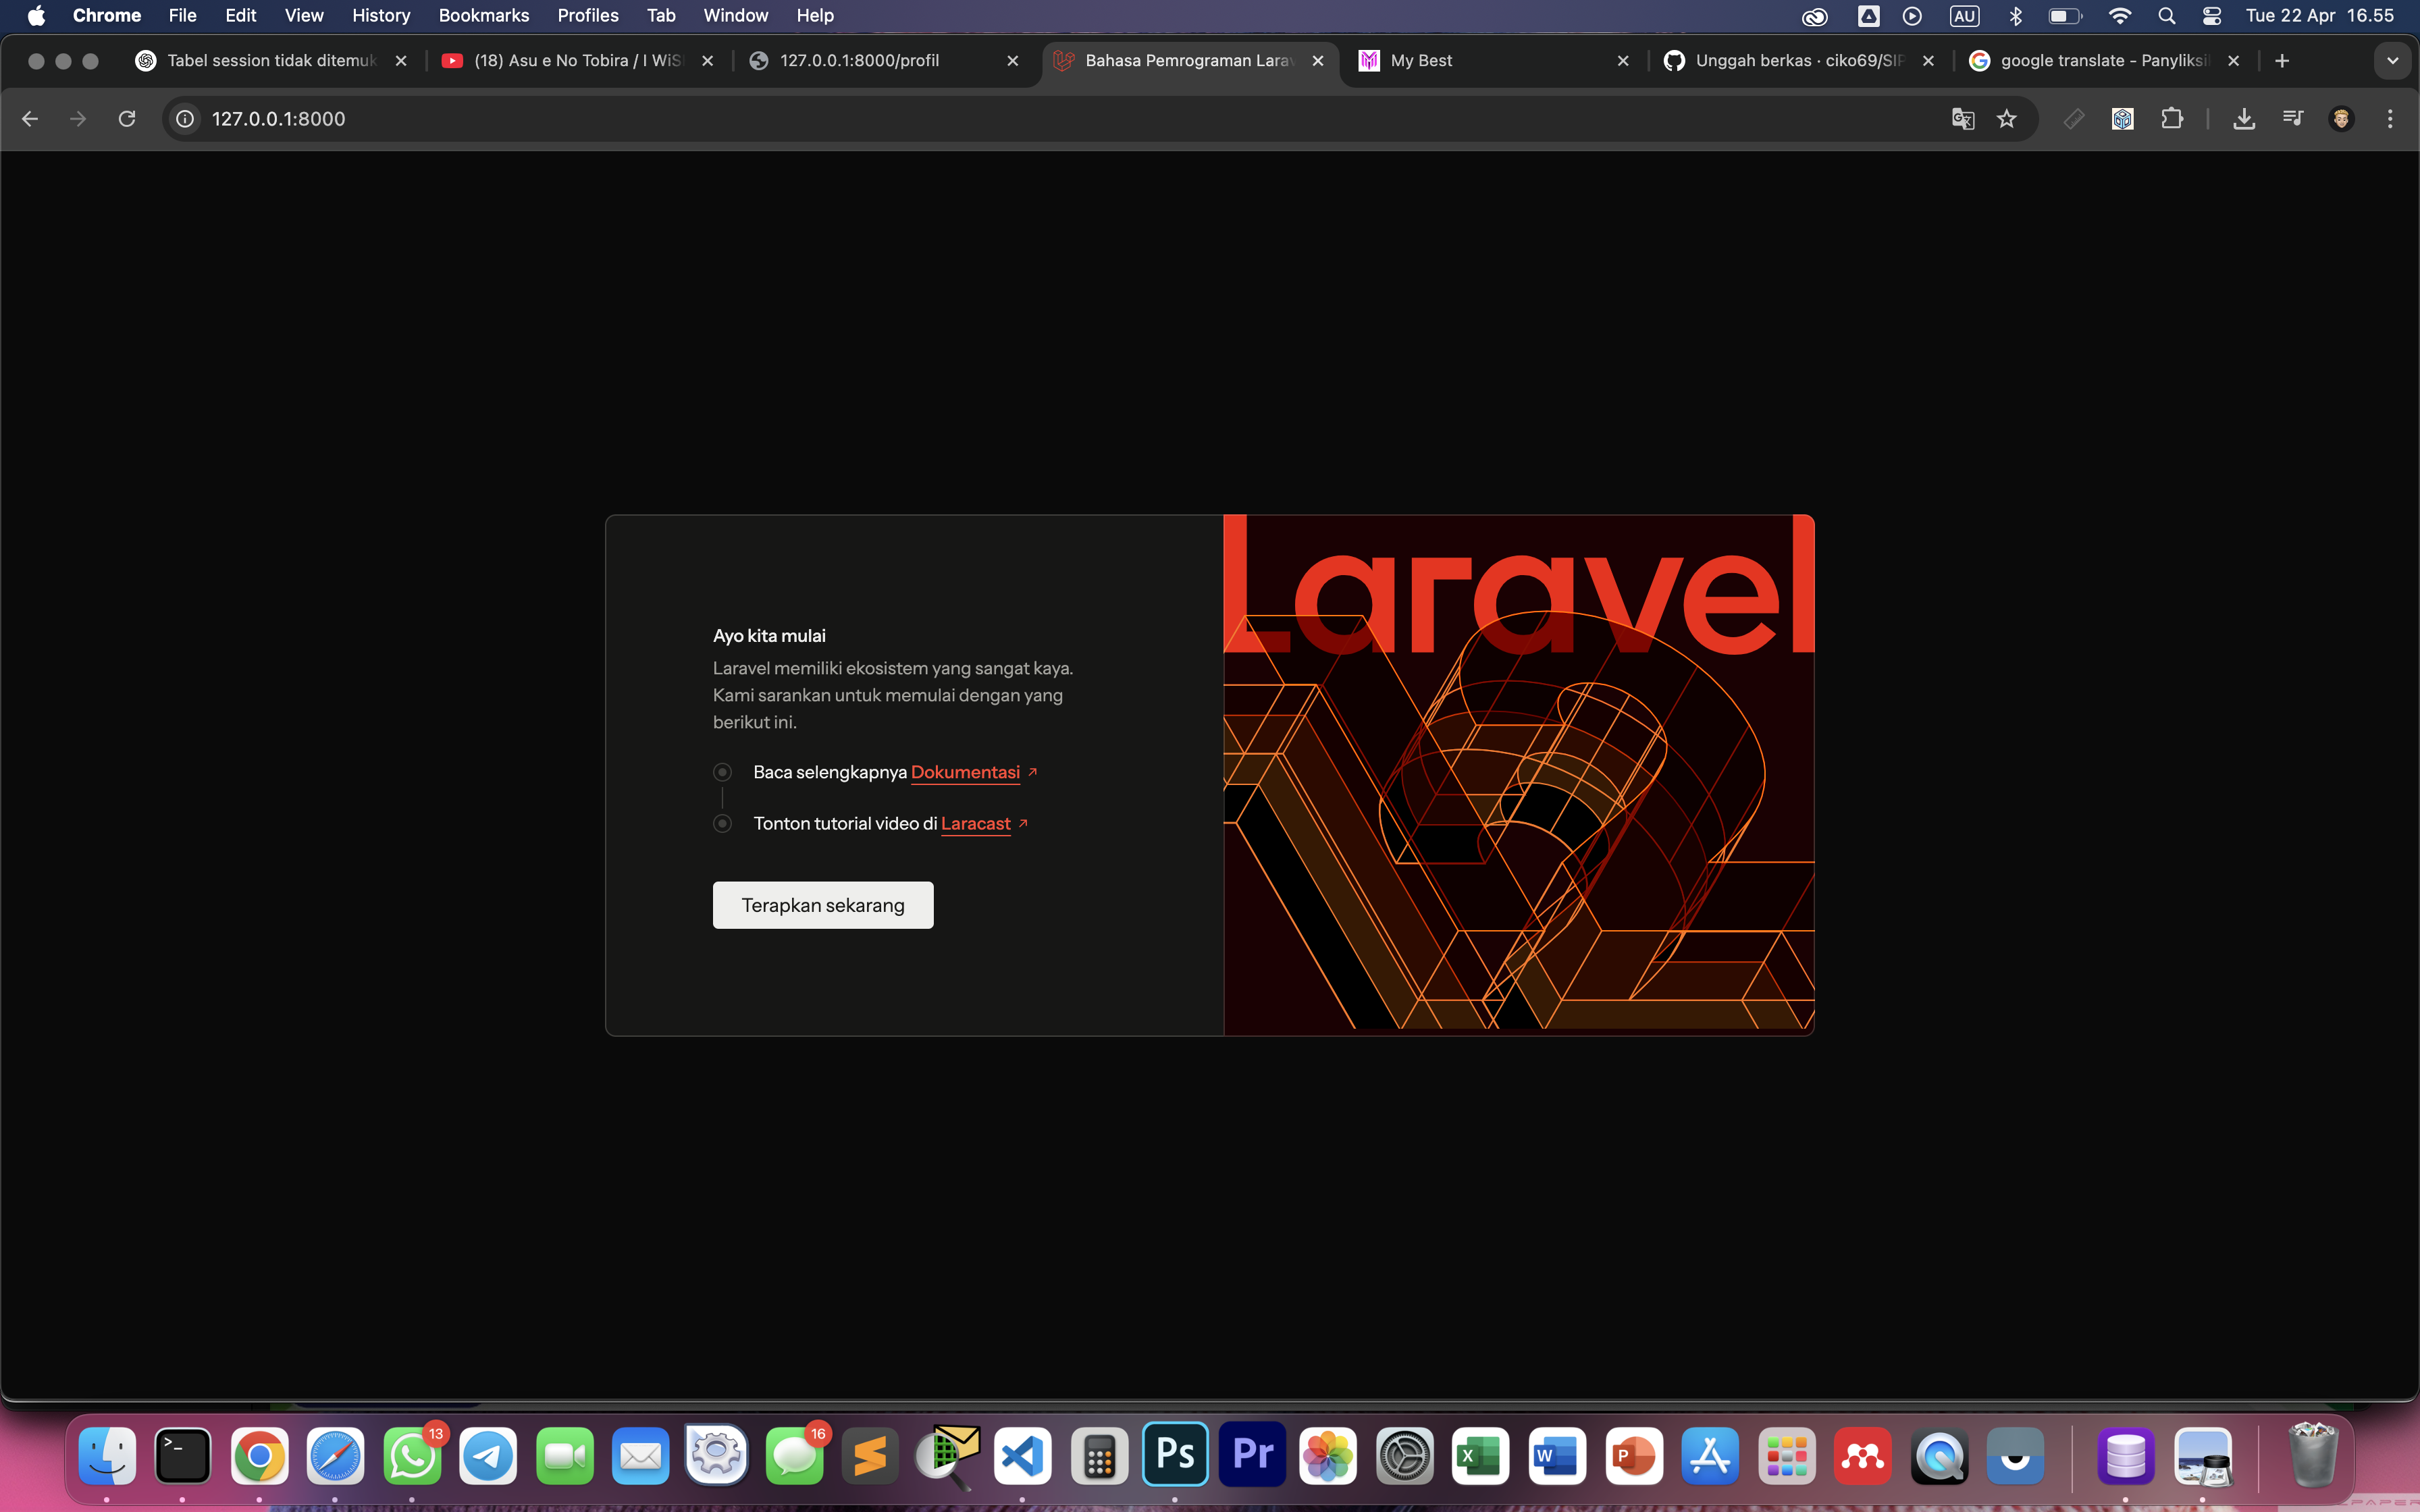 Chrome File Edit View History Bookmarks Profiles Tab Window Help AU Tue 22 Apr 16.55
Tabel session tidak ditemuk (18) Asu e No Tobira / I WiS 127.0.0.1:8000/profil Bahasa Pemrograman Larav My Best Unggah berkas · ciko69/SIP google translate - Panyliksi
127.0.0.1:8000
Laravel
Ayo kita mulai
Laravel memiliki ekosistem yang sangat kaya.
Kami sarankan untuk memulai dengan yang
berikut ini.
Baca selengkapnya Dokumentasi
Tonton tutorial video di Laracast
Terapkan sekarang
13 16
Ps Pr X W P